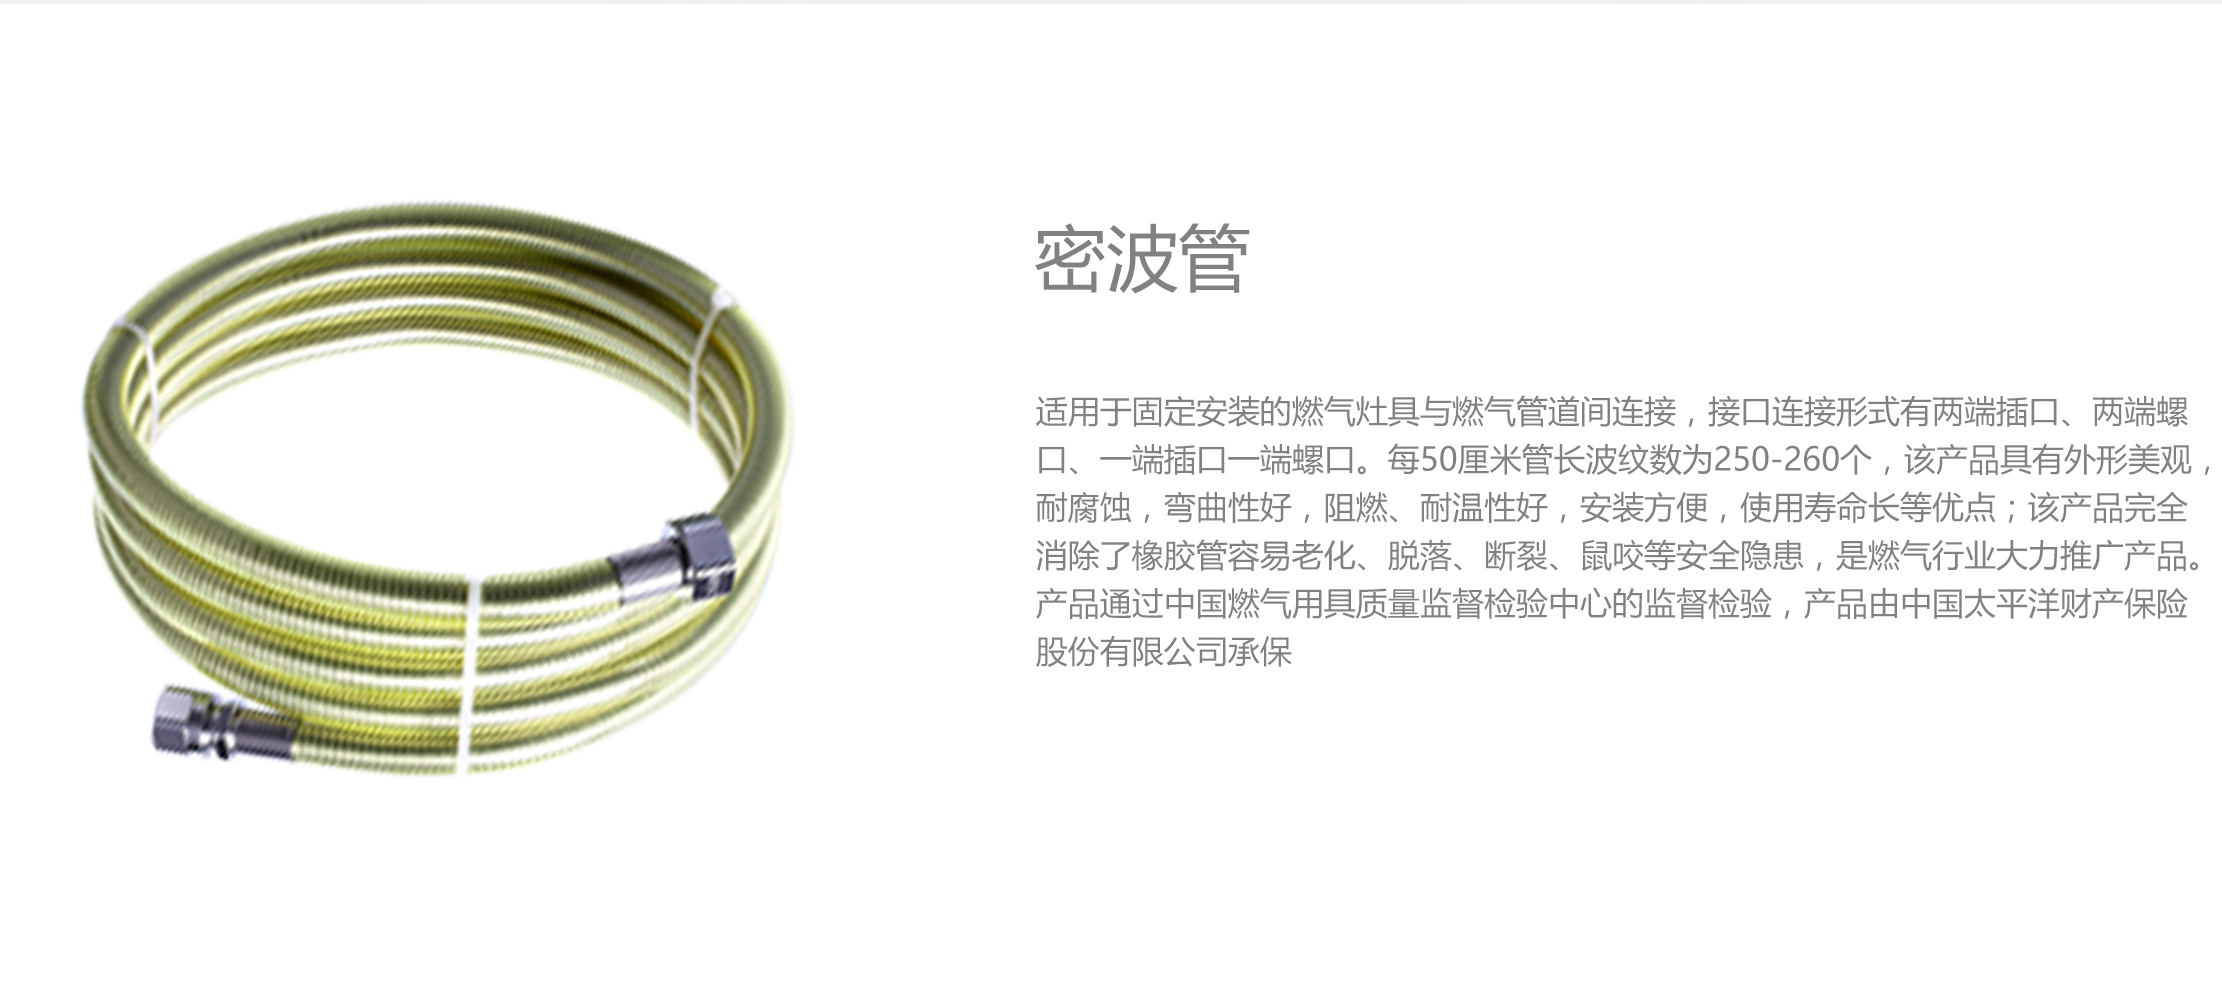 密波管
适用于固定安装的燃气灶具与燃气管道间连接，接口连接形式有两端插口、两端螺
口、一端插口一端螺口。每50厘米管长波纹数为250-260个，该产品具有外形美观，
耐腐蚀，弯曲性好，阻燃、耐温性好，安装方便，使用寿命长等优点；该产品完全
消除了橡胶管容易老化、脱落、断裂、鼠咬等安全隐患，是燃气行业大力推广产品。
产品通过中国燃气用具质量监督检验中心的监督检验，产品由中国太平洋财产保险
股份有限公司承保